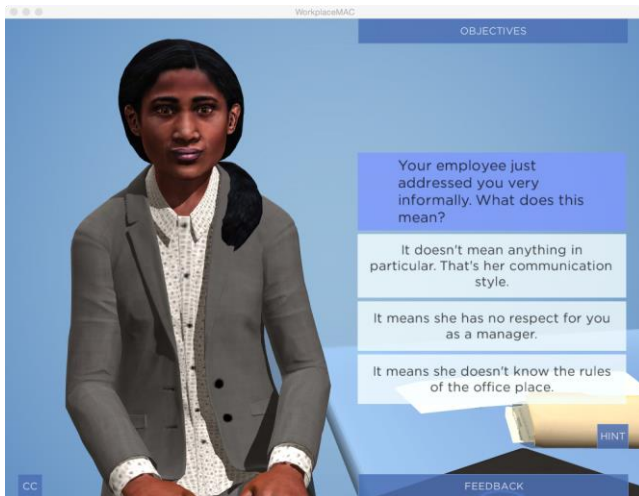 WorkplaceMAC
OBJECTIVES
Your employee just
addressed you very
informally. What does this
mean?
It doesn't mean anything in
particular. That's her communication
style.
It means she has no respect for you
as a manager.
It means she doesn't know the rules
of the office place.
HINT
CC
FEEDBACK